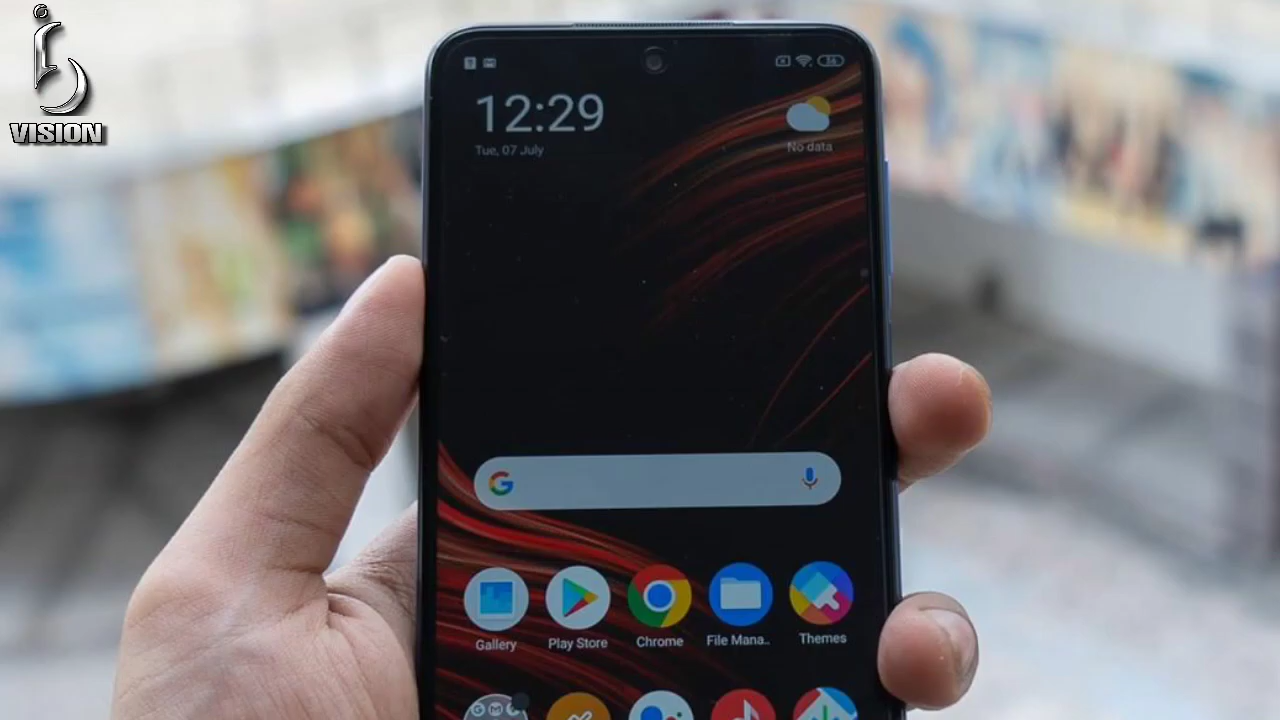 VISION
12:29
Tue, 07 July
No data
Gallery
Play Store
Chrome
File Mana..
Themes